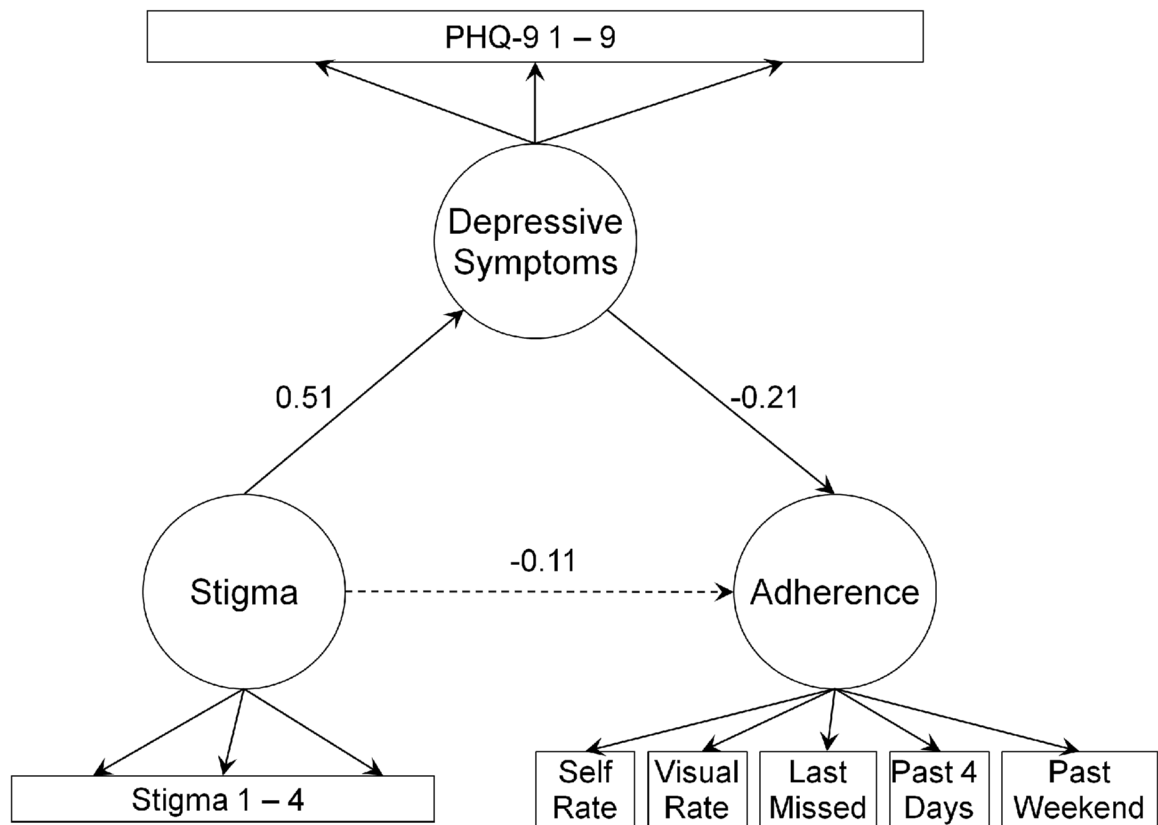 PHQ-9 1 – 9
Depressive
Symptoms
0.51
-0.21
-0.11
Stigma
Adherence
Stigma 1 – 4
Self
Rate
Visual
Rate
Last
Missed
Past 4
Days
Past
Weekend